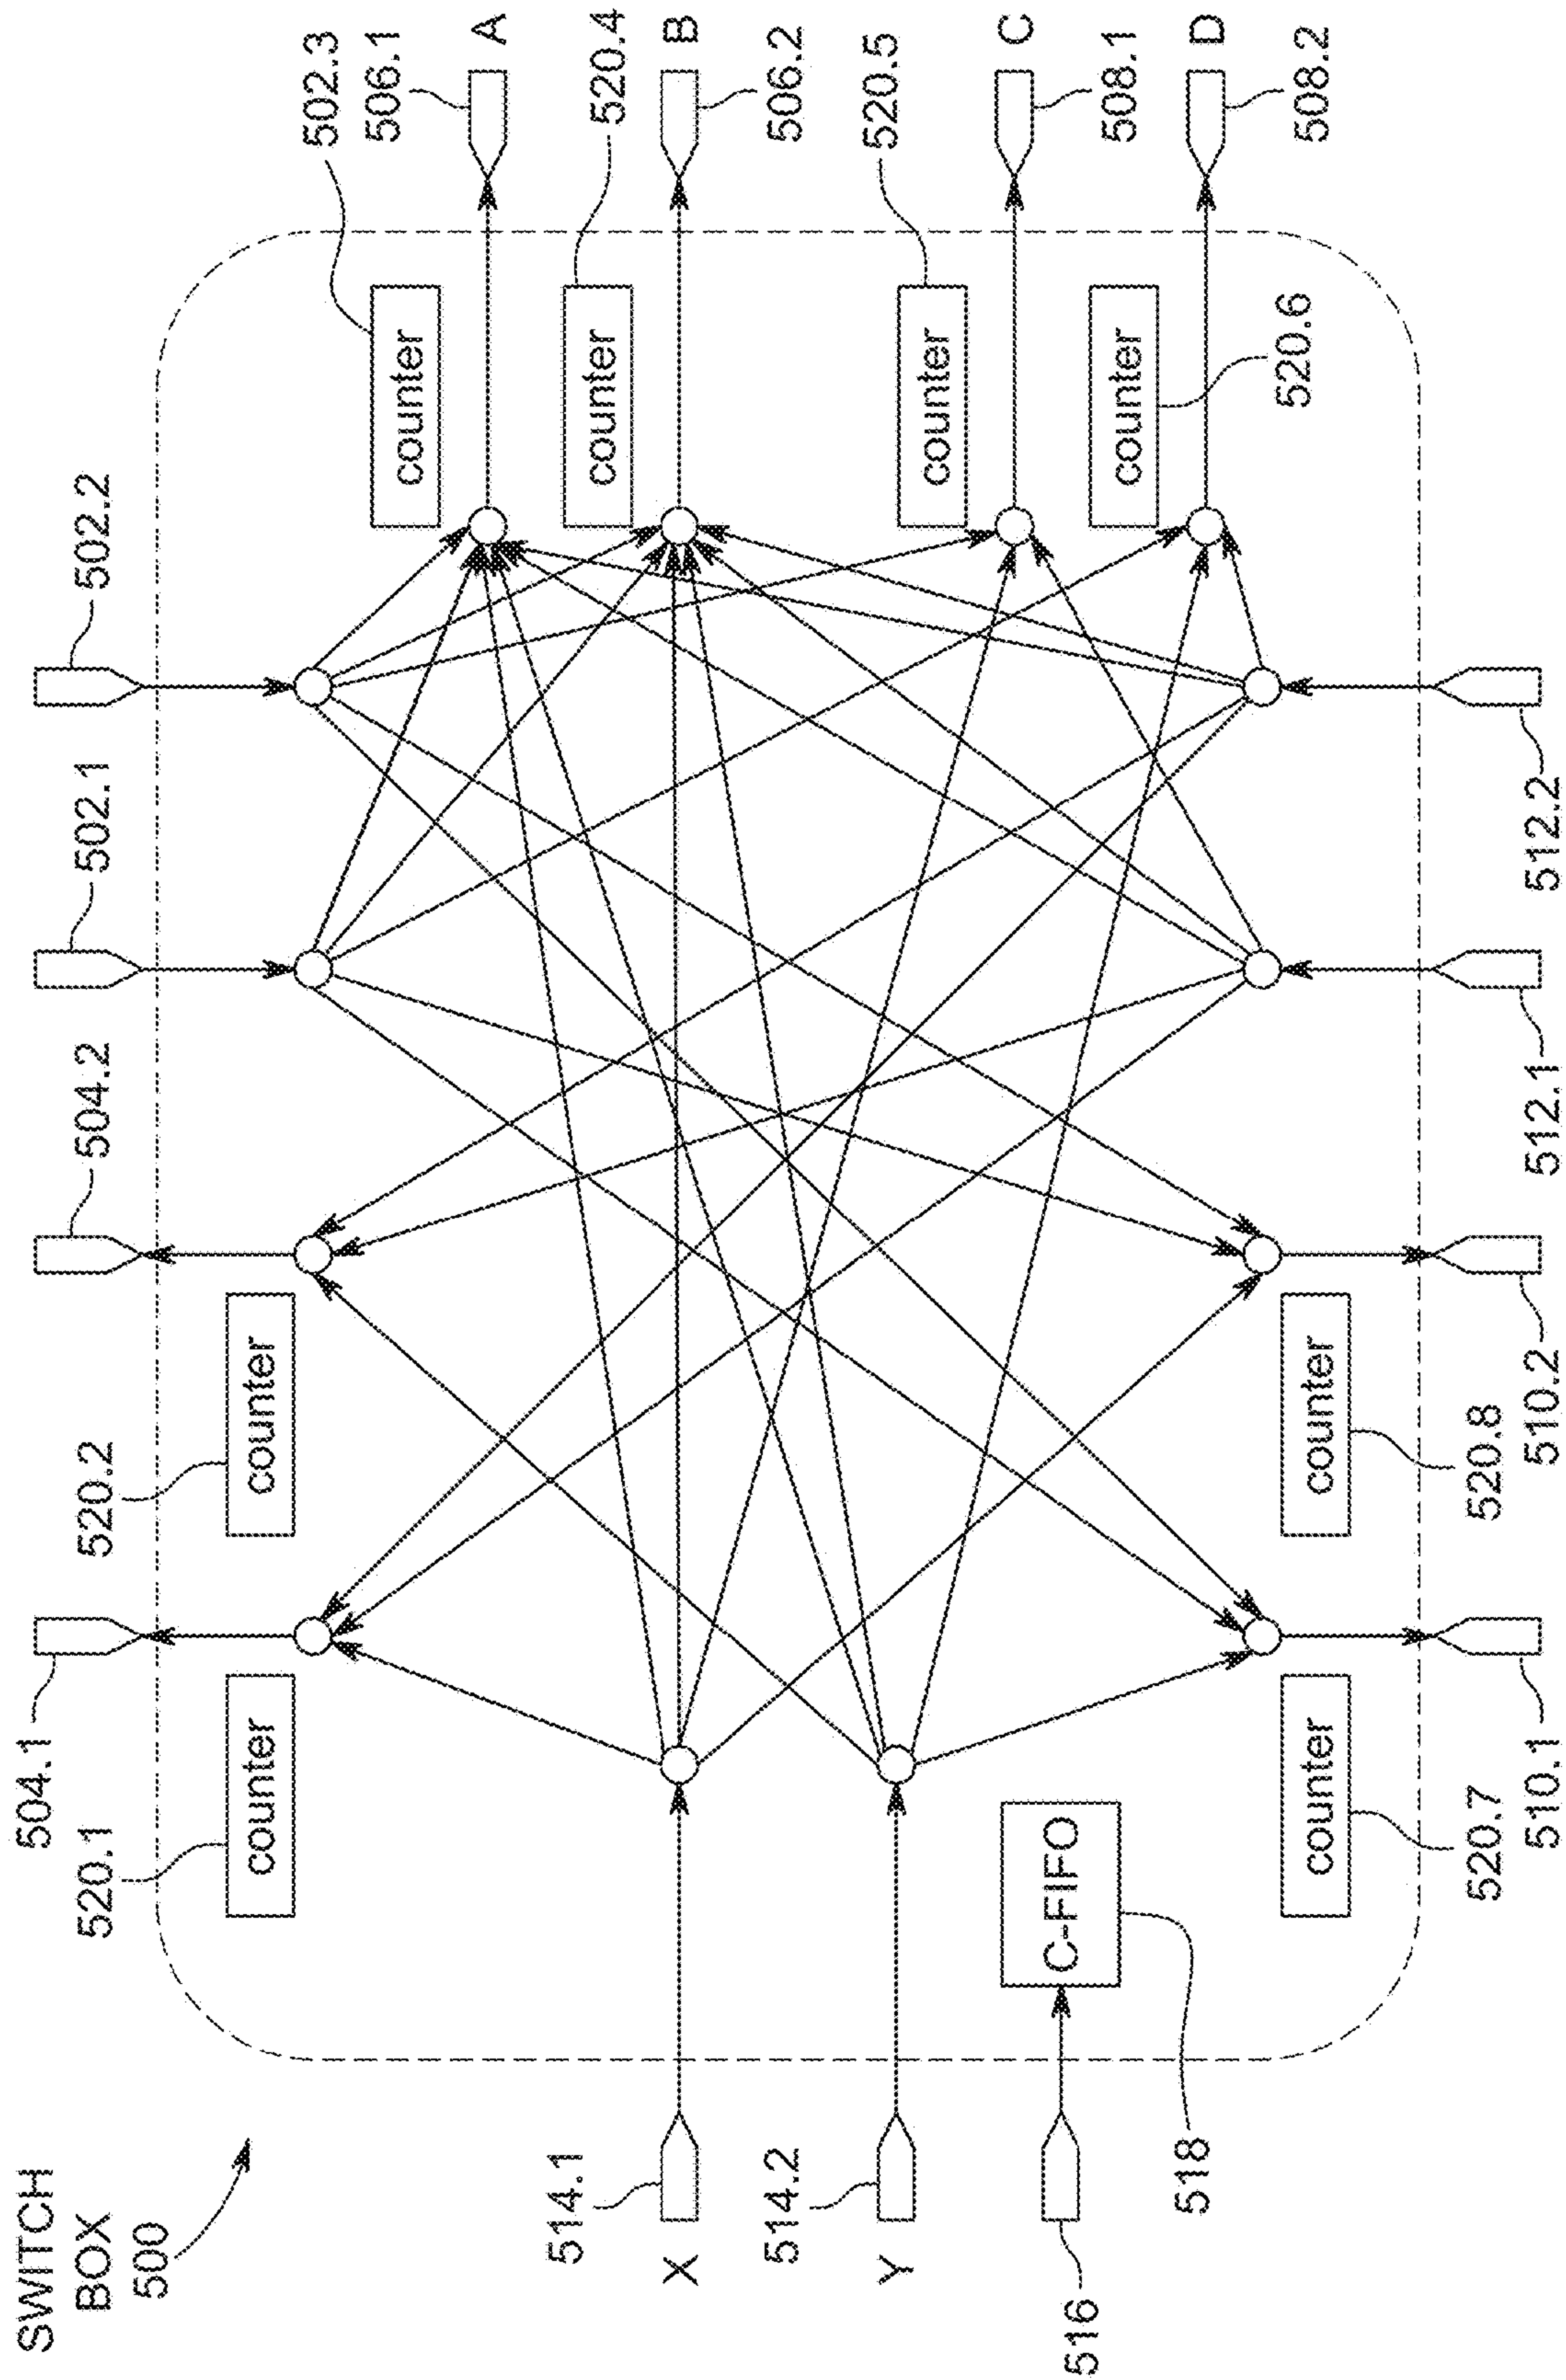 SWITCH
BOX
500
504.1
520.1
520.2
504.2
502.1
502.2
502.3
506.1
A
520.4
B
506.2
520.5
C
508.1
D
508.2
520.6
counter
counter
counter
counter
counter
counter
514.1
X
514.2
Y
516
518
C-FIFO
counter
counter
520.7
510.1
520.8
510.2
512.1
512.2